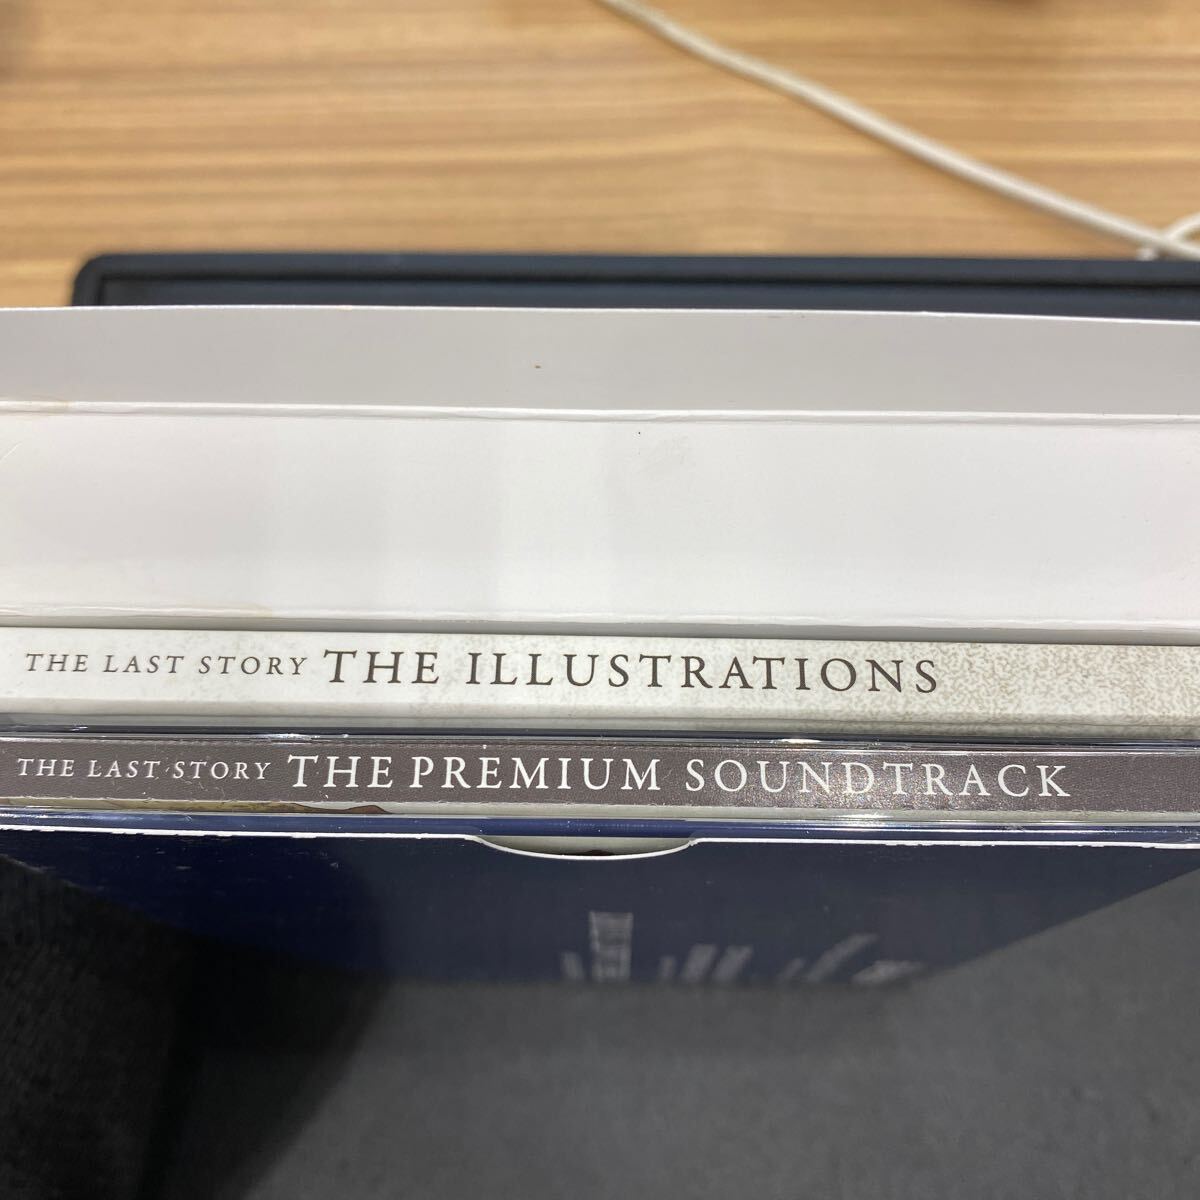 THE LAST STORY THE ILLUSTRATIONS
THE LAST STORY THE PREMIUM SOUNDTRACK